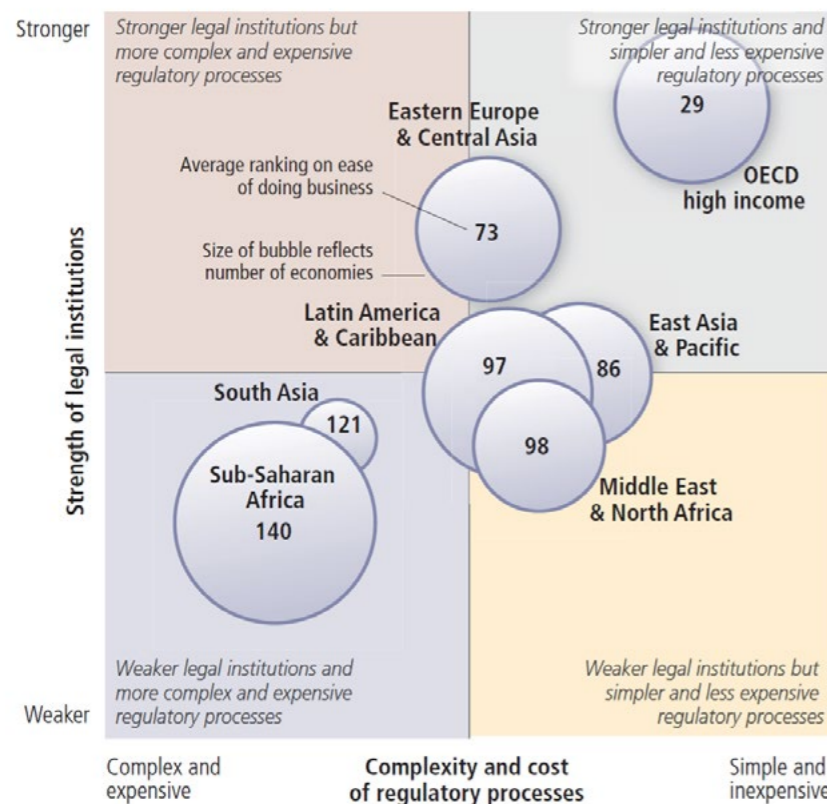 Stronger
Stronger legal institutions but
more complex and expensive
regulatory processes
Stronger legal institutions and
simpler and less expensive
regulatory processes
29
OECD
high income
Eastern Europe
& Central Asia
Average ranking on ease
of doing business
73
Size of bubble reflects
number of economies
Latin America
& Caribbean
97
East Asia
& Pacific
86
Strength of legal institutions
South Asia
121
98
Sub-Saharan
Africa
140
Middle East
& North Africa
Weaker
Weaker legal institutions and
more complex and expensive
regulatory processes
Weaker legal institutions but
simpler and less expensive
regulatory processes
Complex and
expensive
Complexity and cost
of regulatory processes
Simple and
inexpensive